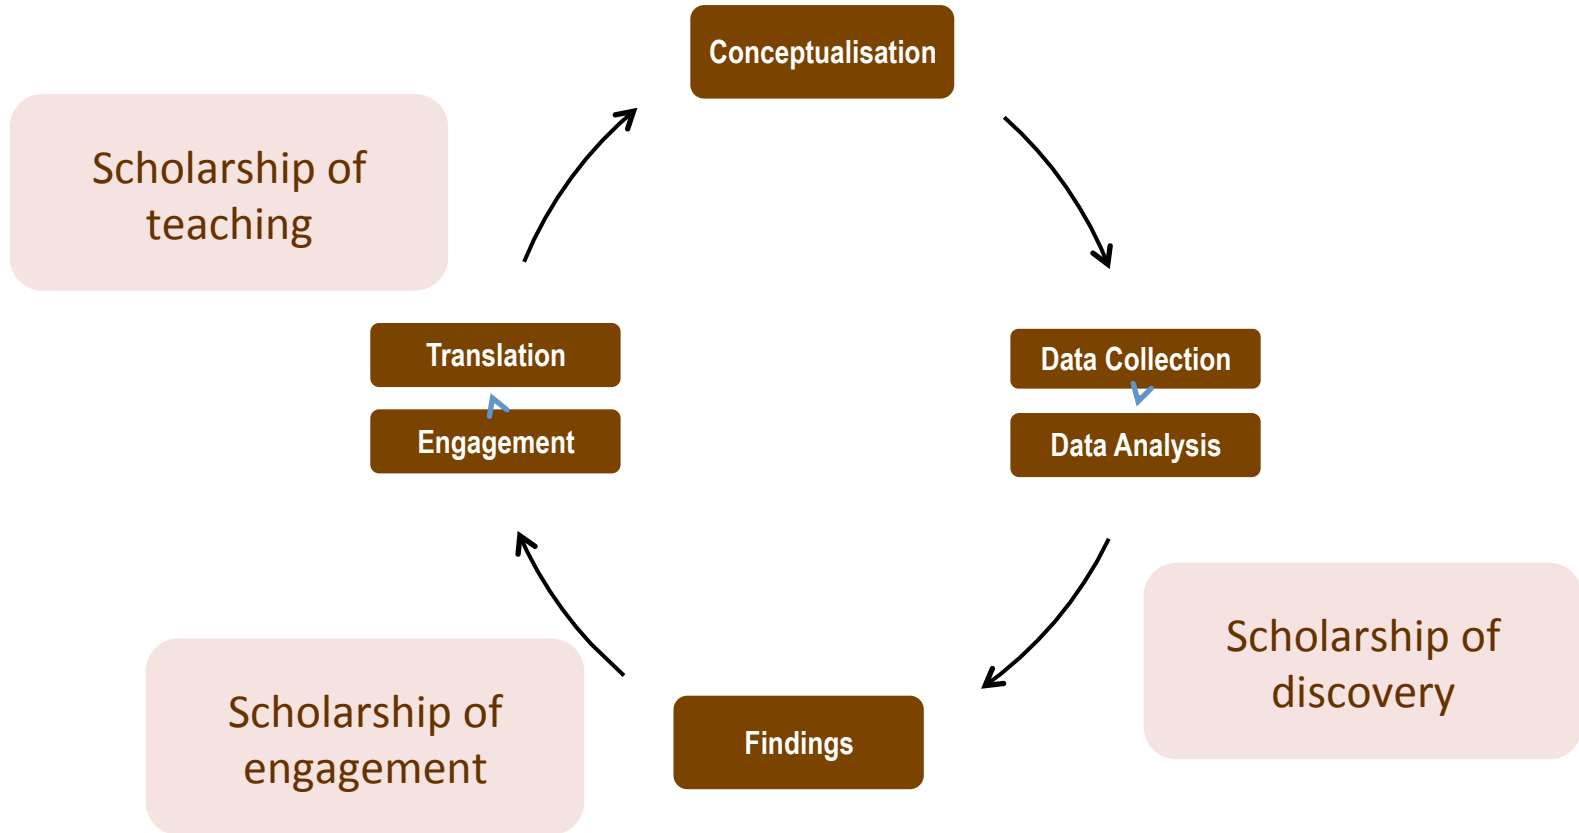 Conceptualisation
Scholarship of
teaching
Translation
Engagement
Data Collection
Data Analysis
Scholarship of
discovery
Scholarship of
engagement
Findings